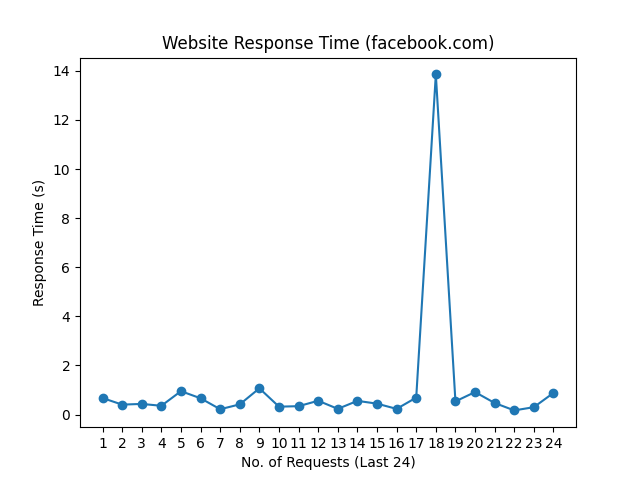 Website Response Time (facebook.com)
14
12
10
8
6
4
2
0
Response Time (s)
1 2 3 4 5 6 7 8 9 10 11 12 13 14 15 16 17 18 19 20 21 22 23 24
No. of Requests (Last 24)